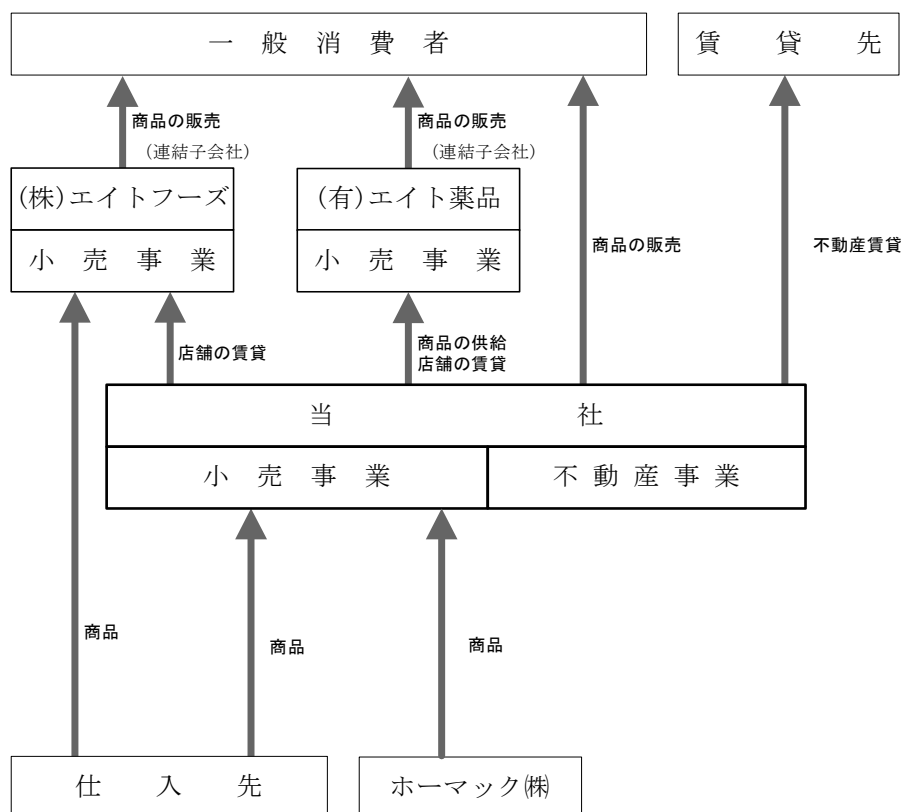 一般消費者
賃貸先
商品の販売
(連結子会社)
商品の販売
(連結子会社)
(株)エイトフーズ
(有)エイト薬品
小売事業
小売事業
商品の販売
不動産賃貸
店舗の賃貸
商品の供給
店舗の賃貸
当社
小売事業
不動産事業
商品
商品
商品
仕入先
ホーマック㈱